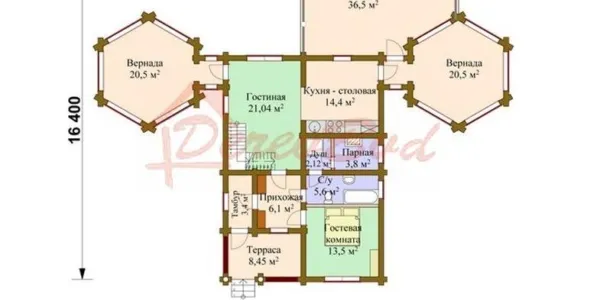 36,5 м²
Вернада
20,5 м²
Гостиная
21,04 м²
Кухня - столовая
14,4 м²
Вернада
20,5 м²
16 400
DerevBud
Душ
2,12 м²
Парная
3,8 м²
С/у
5,6 м²
Тамбур
3,4
Прихожая
6,1 м²
Гостевая
комната
13,5 м²
Терраса
8,45 м²